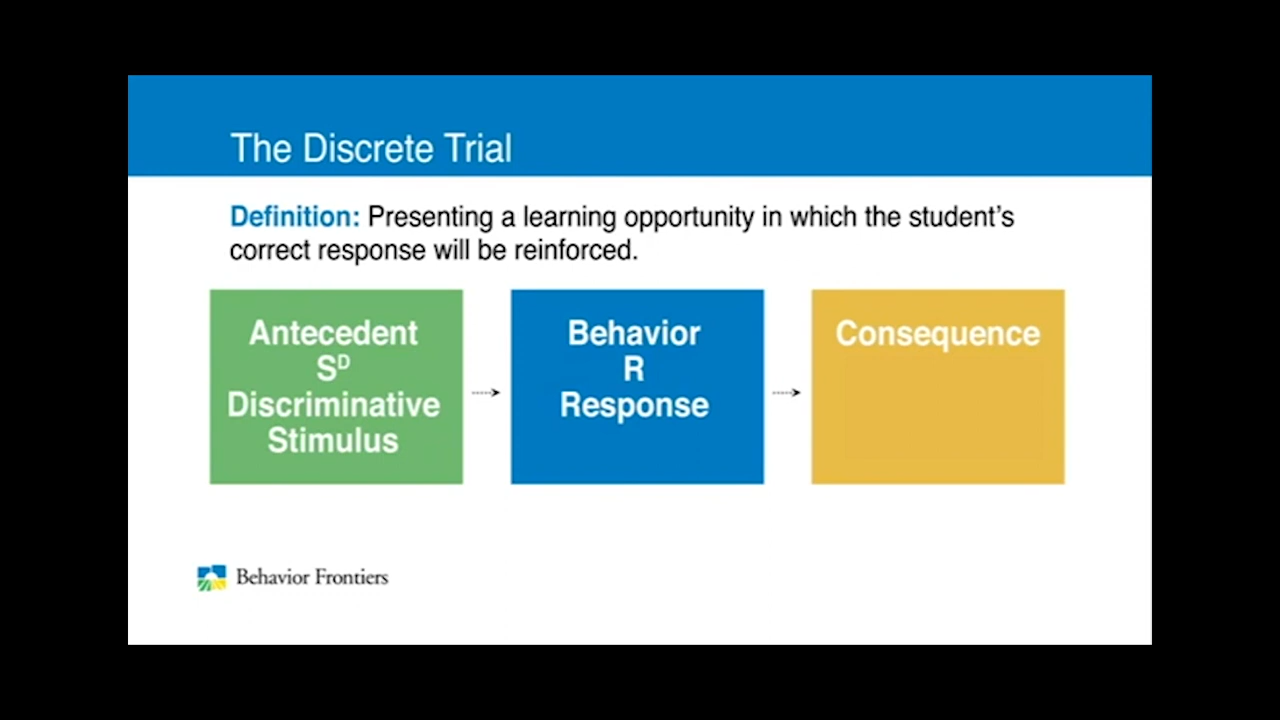 The Discrete Trial
Definition: Presenting a learning opportunity in which the student’s
correct response will be reinforced.
Antecedent
Sᴰ
Discriminative
Stimulus
Behavior
R
Response
Consequence
Behavior Frontiers